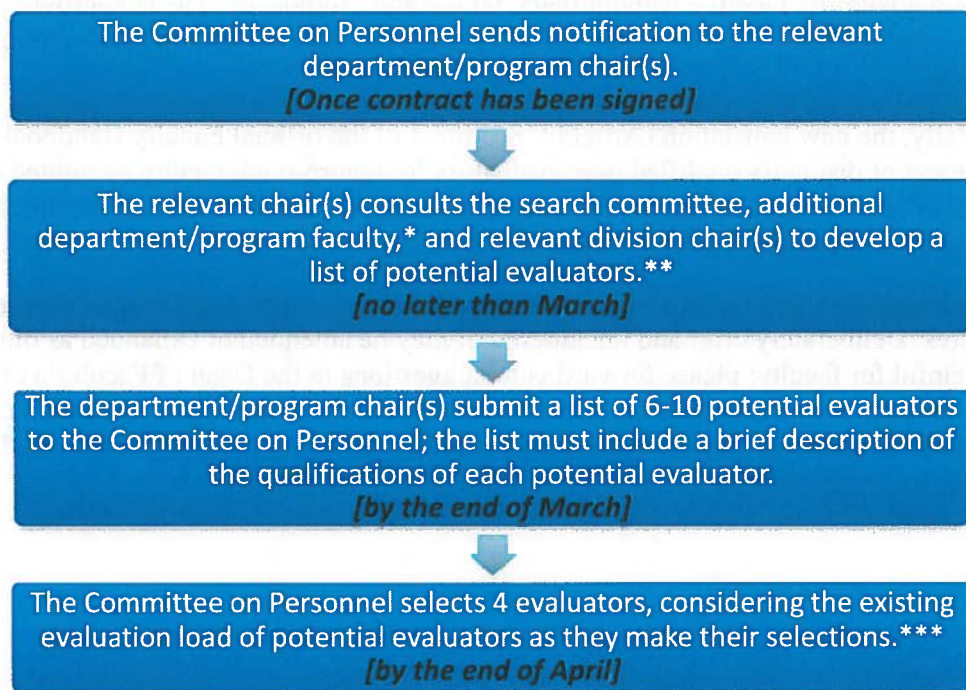 The Committee on Personnel sends notification to the relevant
department/program chair(s).
[Once contract has been signed]
The relevant chair(s) consults the search committee, additional
department/program faculty,* and relevant division chair(s) to develop a
list of potential evaluators.**
[no later than March]
The department/program chair(s) submit a list of 6-10 potential evaluators
to the Committee on Personnel; the list must include a brief description of
the qualifications of each potential evaluator.
[by the end of March]
The Committee on Personnel selects 4 evaluators, considering the existing
evaluation load of potential evaluators as they make their selections.***
[by the end of April]